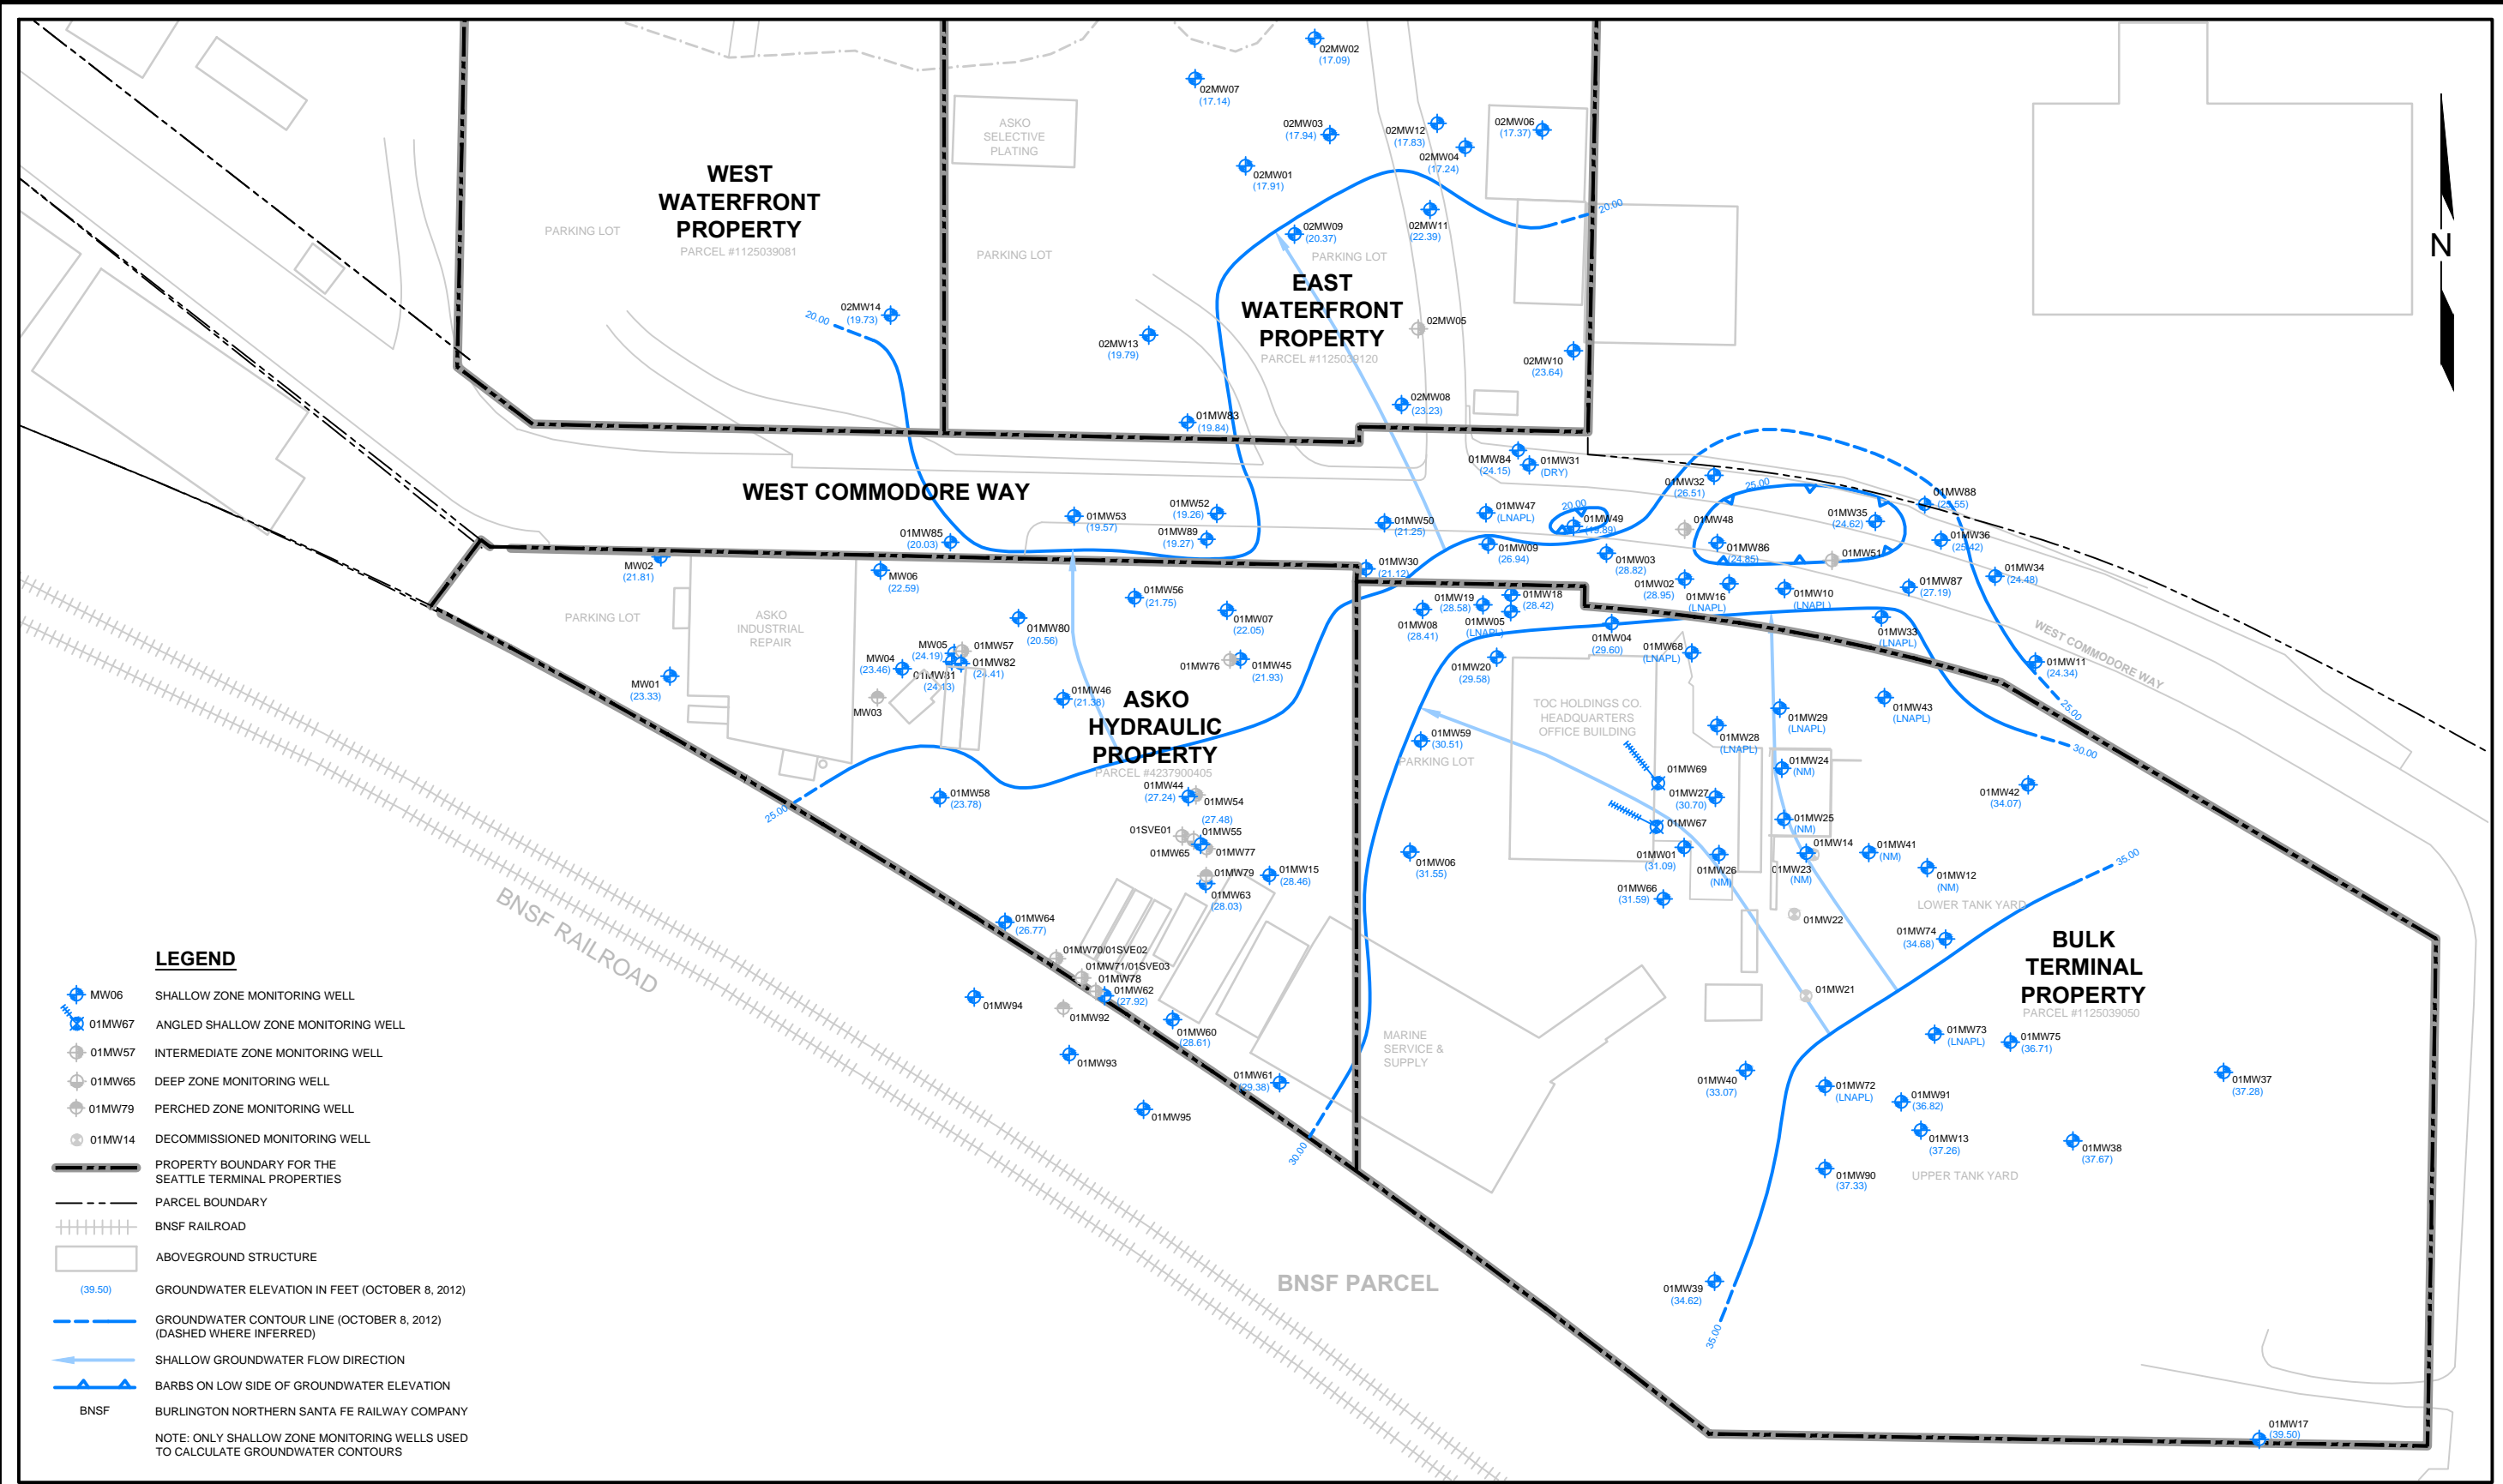 02MW02
(17.09)
02MW07
(17.14)
ASKO
SELECTIVE
PLATING
02MW03
(17.94)
02MW12
(17.83)
02MW06
(17.37)
02MW04
(17.24)
02MW01
(17.91)
WEST
WATERFRONT
PROPERTY
PARCEL #1125039081
PARKING LOT
PARKING LOT
20.00
02MW09
(20.37)
02MW11
(22.39)
PARKING LOT
N
EAST
WATERFRONT
PROPERTY
PARCEL #1125039120
02MW14
(19.73)
20.00
02MW13
(19.79)
02MW05
02MW10
(23.64)
02MW08
(23.23)
01MW83
(19.84)
01MW84
(24.15)
01MW31
(DRY)
01MW32
(26.51)
25.00
WEST COMMODORE WAY
01MW53
(19.57)
01MW52
(19.26)
01MW89
(19.27)
01MW85
(20.03)
01MW50
(21.25)
01MW47
(LNAPL)
20.00
01MW49
(19.89)
01MW48
01MW35
(24.62)
01MW88
(25.55)
01MW09
(26.94)
01MW03
(28.82)
01MW86
(24.85)
01MW51
01MW36
(25.42)
MW02
(21.81)
MW06
(22.59)
01MW30
(21.12)
01MW02
(28.95)
01MW16
(LNAPL)
01MW10
(LNAPL)
01MW87
(27.19)
01MW34
(24.48)
01MW56
(21.75)
01MW07
(22.05)
01MW19
(28.58)
01MW18
(28.42)
01MW08
(28.41)
01MW05
(LNAPL)
01MW04
(29.60)
01MW33
(LNAPL)
WEST COMMODORE WAY
PARKING LOT
ASKO
INDUSTRIAL
REPAIR
01MW80
(20.56)
MW05
(24.19)
01MW57
MW04
(23.46)
01MW81
(24.13)
01MW82
(24.41)
01MW76
01MW45
(21.93)
01MW20
(29.58)
01MW68
(LNAPL)
01MW11
(24.34)
MW01
(23.33)
MW03
01MW46
(21.38)
ASKO
HYDRAULIC
PROPERTY
PARCEL #4237900405
TOC HOLDINGS CO.
HEADQUARTERS
OFFICE BUILDING
01MW29
(LNAPL)
01MW43
(LNAPL)
25.00
01MW28
(LNAPL)
30.00
01MW59
(30.51)
PARKING LOT
01MW69
01MW24
(NM)
01MW42
(34.07)
01MW27
(30.70)
25.00
01MW58
(23.78)
01MW44
(27.24)
01MW54
(27.48)
01SVE01
01MW55
01MW65
01MW77
01MW67
01MW25
(NM)
01MW06
(31.55)
01MW01
(31.09)
01MW26
(NM)
01MW14
01MW23
(NM)
01MW41
(NM)
01MW12
(NM)
35.00
01MW79
01MW15
(28.46)
01MW63
(28.03)
01MW66
(31.59)
LOWER TANK YARD
01MW22
01MW74
(34.68)
BNSF RAILROAD
01MW64
(26.77)
BULK
TERMINAL
PROPERTY
PARCEL #1125039050
01MW70/01SVE02
01MW71/01SVE03
01MW78
01MW62
(27.92)
01MW94
01MW92
01MW21
01MW60
(28.61)
01MW93
MARINE
SERVICE &
SUPPLY
01MW73
(LNAPL)
01MW75
(36.71)
01MW61
(29.38)
01MW40
(33.07)
01MW72
(LNAPL)
01MW91
(36.82)
01MW37
(37.28)
01MW95
01MW13
(37.26)
01MW38
(37.67)
30.00
01MW90
(37.33)
UPPER TANK YARD
BNSF PARCEL
01MW39
(34.62)
35.00
01MW17
(39.50)
LEGEND
MW06 SHALLOW ZONE MONITORING WELL
01MW67 ANGLED SHALLOW ZONE MONITORING WELL
01MW57 INTERMEDIATE ZONE MONITORING WELL
01MW65 DEEP ZONE MONITORING WELL
01MW79 PERCHED ZONE MONITORING WELL
01MW14 DECOMMISSIONED MONITORING WELL
PROPERTY BOUNDARY FOR THE
SEATTLE TERMINAL PROPERTIES
PARCEL BOUNDARY
BNSF RAILROAD
ABOVEGROUND STRUCTURE
(39.50) GROUNDWATER ELEVATION IN FEET (OCTOBER 8, 2012)
GROUNDWATER CONTOUR LINE (OCTOBER 8, 2012)
(DASHED WHERE INFERRED)
SHALLOW GROUNDWATER FLOW DIRECTION
BARBS ON LOW SIDE OF GROUNDWATER ELEVATION
BNSF BURLINGTON NORTHERN SANTA FE RAILWAY COMPANY
NOTE: ONLY SHALLOW ZONE MONITORING WELLS USED
TO CALCULATE GROUNDWATER CONTOURS